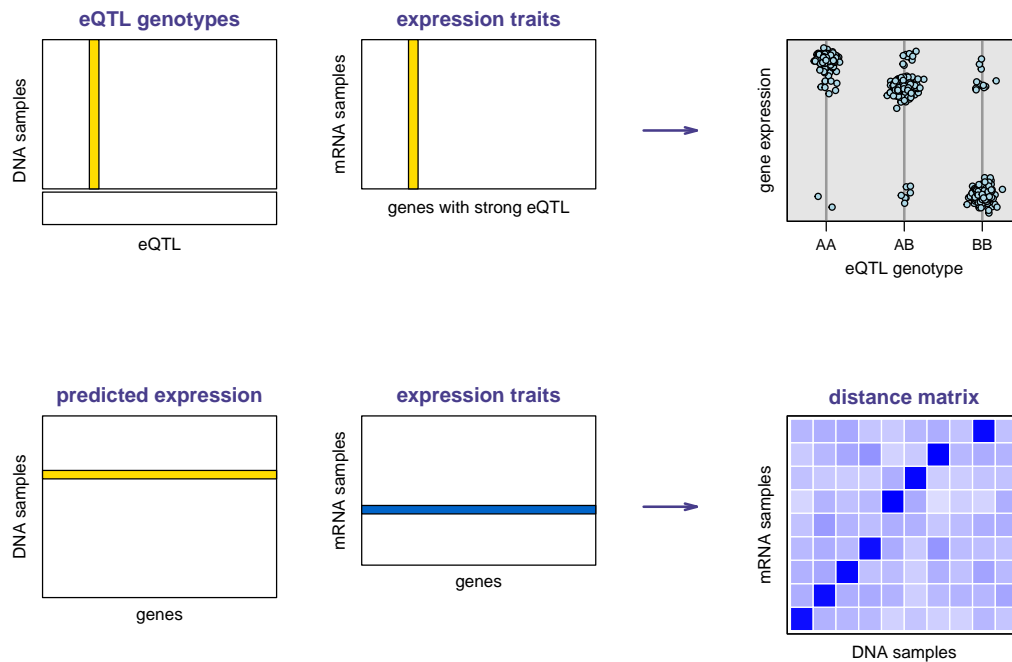 eQTL genotypes
expression traits
DNA samples
mRNA samples
gene expression
eQTL
genes with strong eQTL
AA AB BB
eQTL genotype
predicted expression
expression traits
distance matrix
DNA samples
mRNA samples
mRNA samples
genes
genes
DNA samples